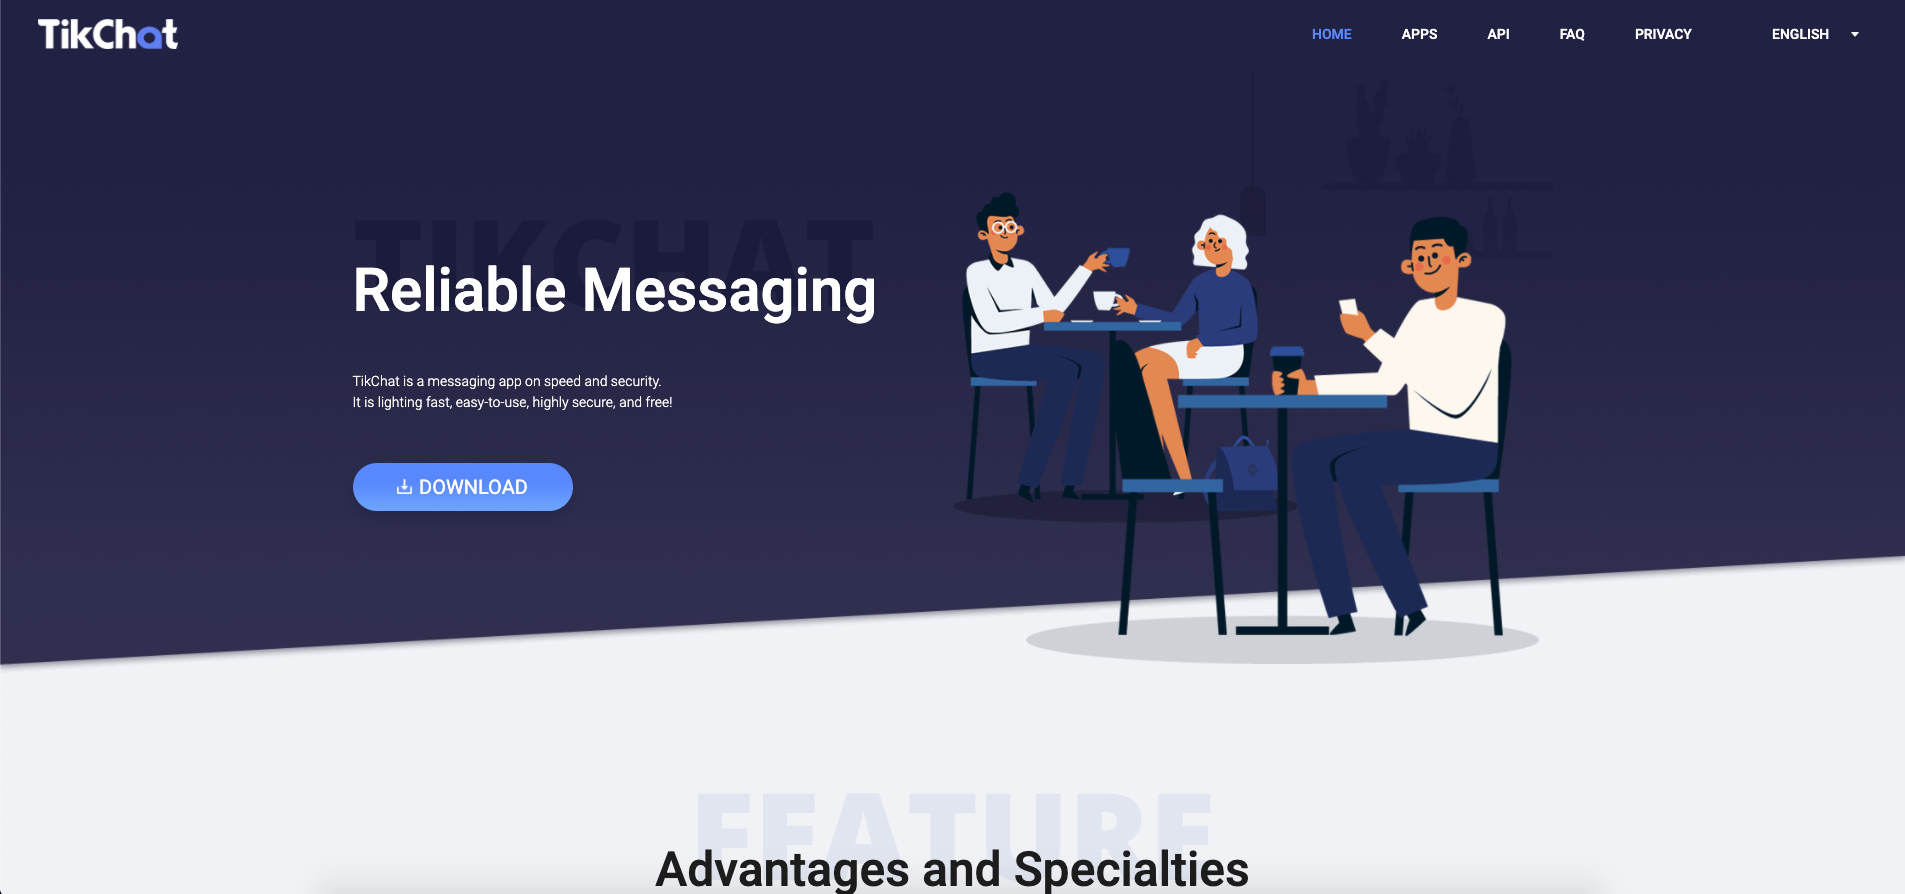 TikChat
HOME APPS API FAQ PRIVACY ENGLISH
TIKCHAT
Reliable Messaging
TikChat is a messaging app on speed and security.
It is lighting fast, easy-to-use, highly secure, and free!
DOWNLOAD
FEATURE
Advantages and Specialties